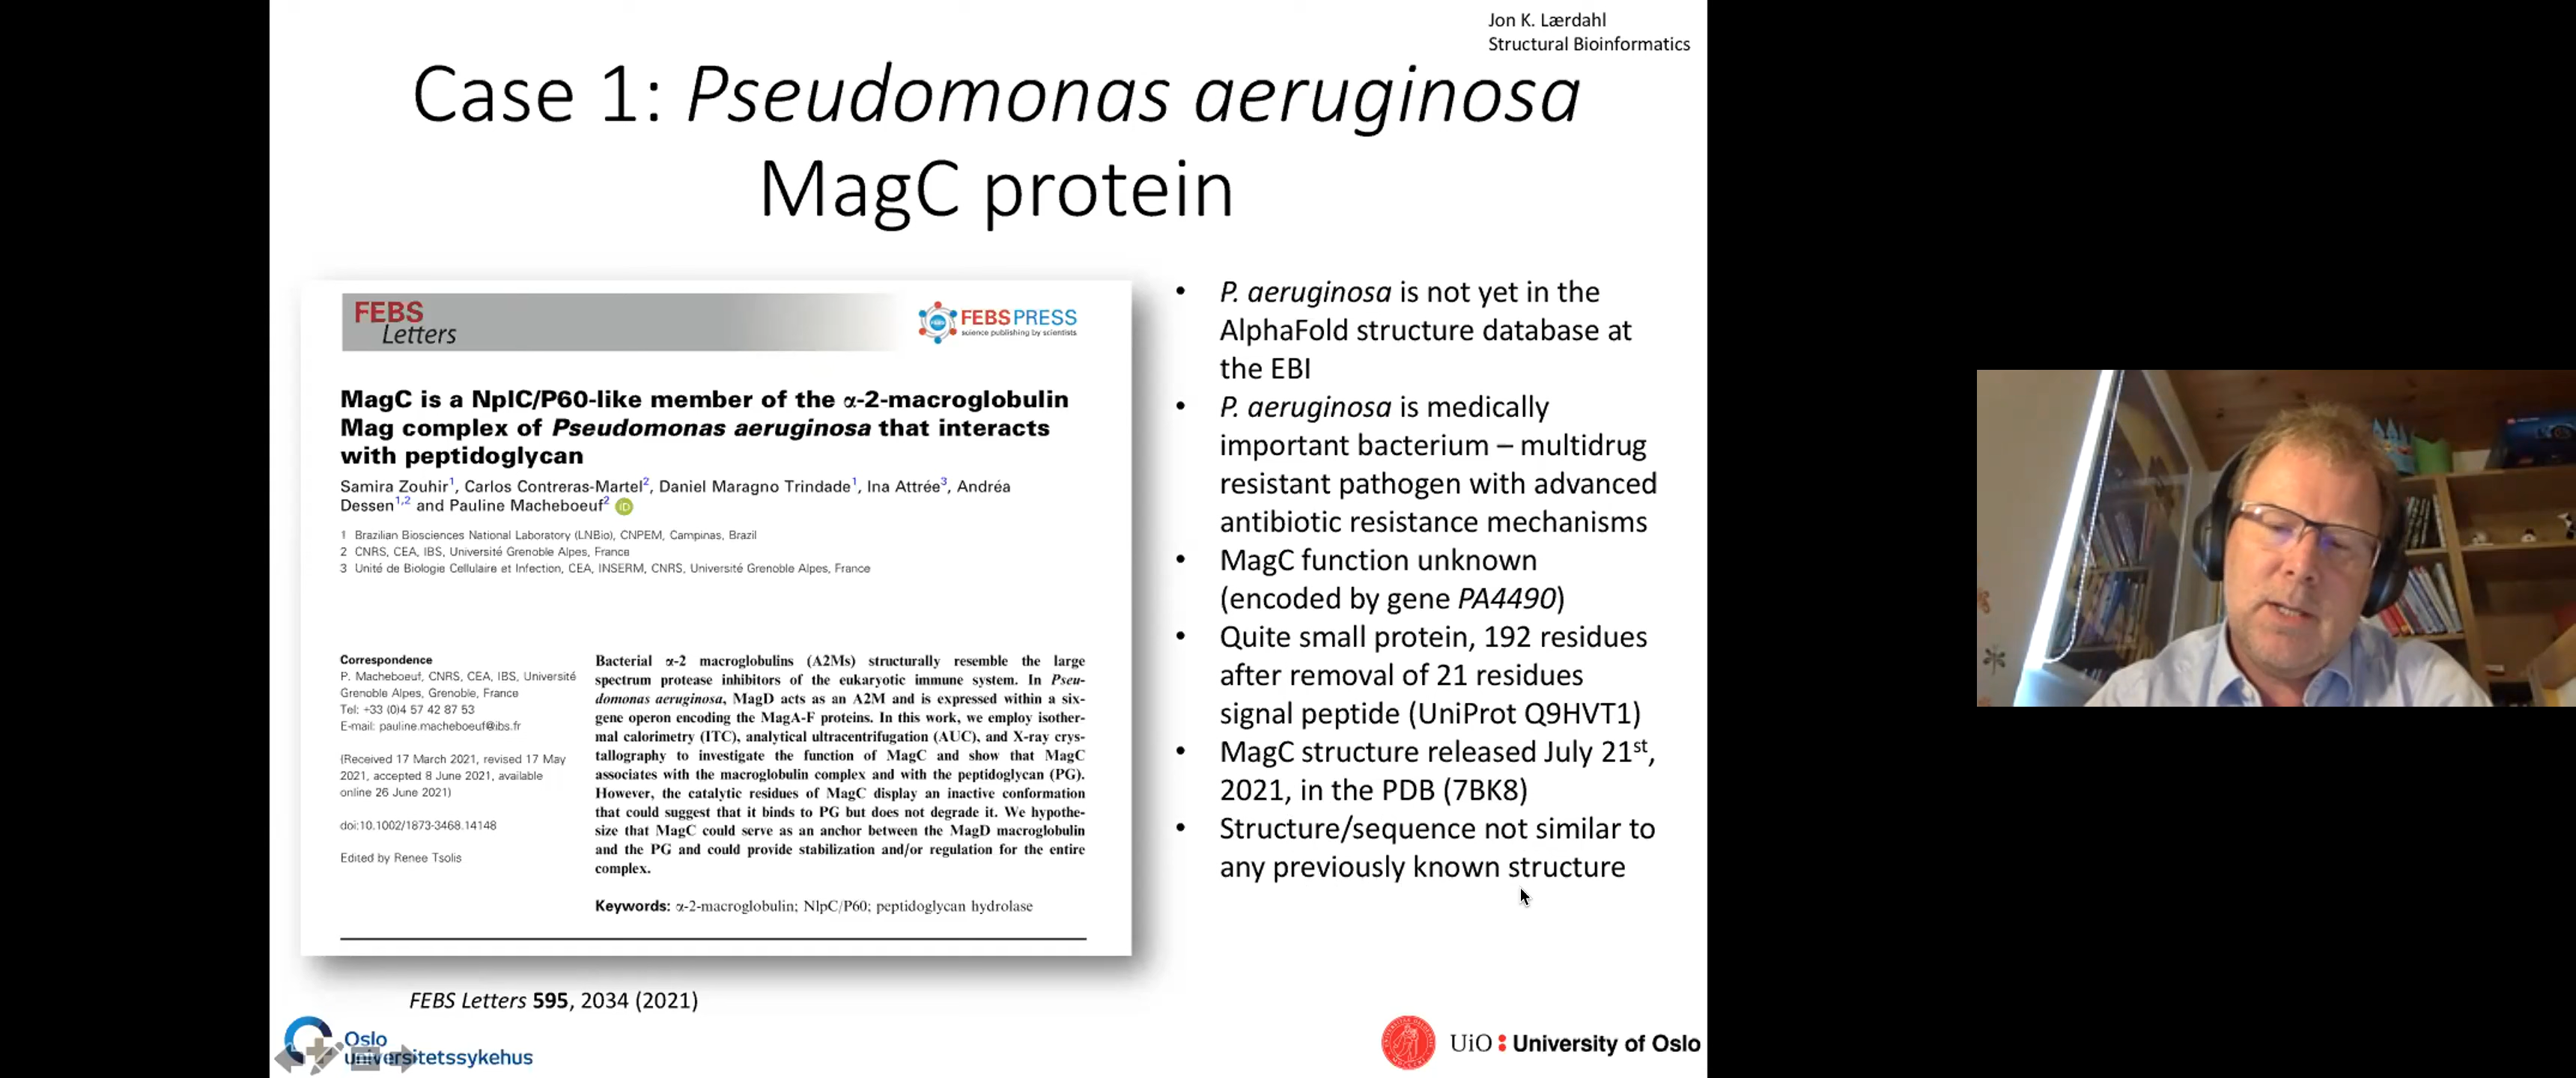 Jon K. Lærdahl
Structural Bioinformatics
Case 1: Pseudomonas aeruginosa
MagC protein
FEBS
Letters
FEBS
FEBSPRESS
science publishing by scientists
MagC is a NplC/P60-like member of the α-2-macroglobulin
Mag complex of Pseudomonas aeruginosa that interacts
with peptidoglycan
Samira Zouhir1, Carlos Contreras-Martel2, Daniel Maragno Trindade1, Ina Attrée3, Andréa
Dessen1,2 and Pauline Macheboeuf2 iD
1 Brazilian Biosciences National Laboratory (LNBio), CNPEM, Campinas, Brazil
2 CNRS, CEA, IBS, Université Grenoble Alpes, France
3 Unité de Biologie Cellulaire et Infection, CEA, INSERM, CNRS, Université Grenoble Alpes, France
Correspondence
P. Macheboeuf, CNRS, CEA, IBS, Université
Grenoble Alpes, Grenoble, France
Tel: +33 (0)4 57 42 87 53
E-mail: pauline.macheboeuf@ibs.fr
(Received 17 March 2021, revised 17 May
2021, accepted 8 June 2021, available
online 26 June 2021)
doi:10.1002/1873-3468.14148
Edited by Renee Tsolis
Bacterial α-2 macroglobulins (A2Ms) structurally resemble the large
spectrum protease inhibitors of the eukaryotic immune system. In Pseu-
domonas aeruginosa, MagD acts as an A2M and is expressed within a six-
gene operon encoding the MagA-F proteins. In this work, we employ isother-
mal calorimetry (ITC), analytical ultracentrifugation (AUC), and X-ray crys-
tallography to investigate the function of MagC and show that MagC
associates with the macroglobulin complex and with the peptidoglycan (PG).
However, the catalytic residues of MagC display an inactive conformation
that could suggest that it binds to PG but does not degrade it. We hypothe-
size that MagC could serve as an anchor between the MagD macroglobulin
and the PG and could provide stabilization and/or regulation for the entire
complex.
Keywords: α-2-macroglobulin; NlpC/P60; peptidoglycan hydrolase
FEBS Letters 595, 2034 (2021)
• P. aeruginosa is not yet in the
AlphaFold structure database at
the EBI
• P. aeruginosa is medically
important bacterium – multidrug
resistant pathogen with advanced
antibiotic resistance mechanisms
• MagC function unknown
(encoded by gene PA4490)
• Quite small protein, 192 residues
after removal of 21 residues
signal peptide (UniProt Q9HVT1)
• MagC structure released July 21st,
2021, in the PDB (7BK8)
• Structure/sequence not similar to
any previously known structure
Oslo
universitetssykehus
UiO : University of Oslo